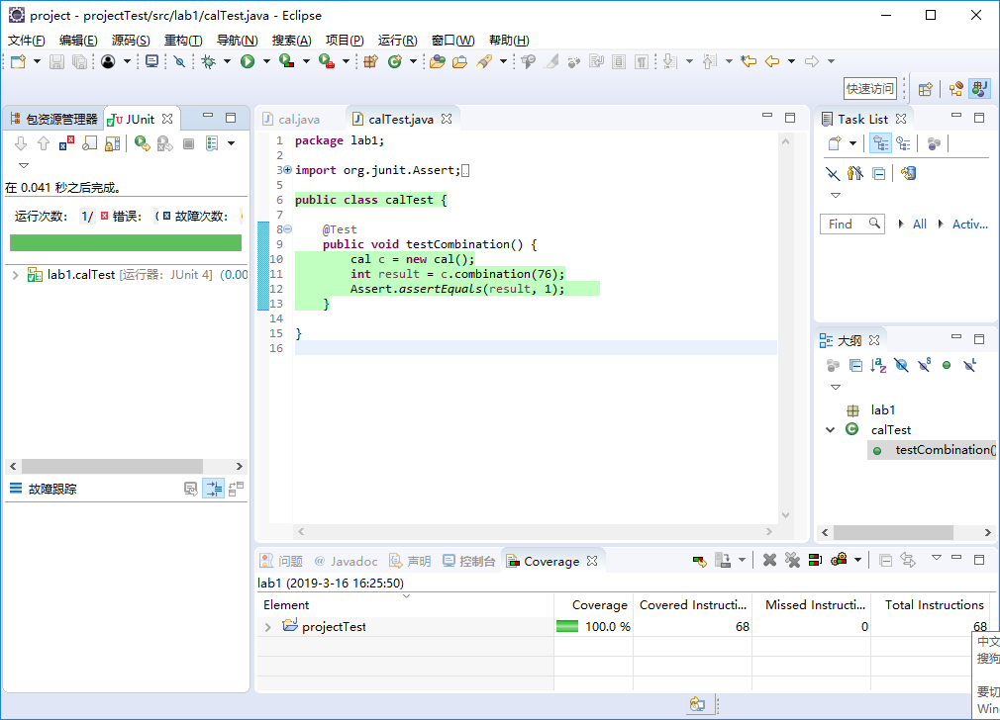 project - projectTest/src/lab1/calTest.java - Eclipse
文件(F) 编辑(E) 源码(S) 重构(T) 导航(N) 搜索(A) 项目(P) 运行(R) 窗口(W) 帮助(H)
快速访问
包资源管理器 JUnit
在 0.041 秒之后完成。
运行次数: 1/ 错误: 故障次数:
lab1.calTest [运行器：JUnit 4] (0.00
故障跟踪
cal.java calTest.java
1 package lab1;
2
3 import org.junit.Assert;
5
6 public class calTest {
7
8 @Test
9 public void testCombination() {
10 cal c = new cal();
11 int result = c.combination(76);
12 Assert.assertEquals(result, 1);
13 }
14
15 }
16
Task List
Find All Activ...
大纲
lab1
calTest
testCombination()
问题 @ Javadoc 声明 控制台 Coverage
lab1 (2019-3-16 16:25:50)
Element Coverage Covered Instructi... Missed Instructi... Total Instructions
projectTest 100.0 % 68 0 68
中文
搜狗
要切
Win